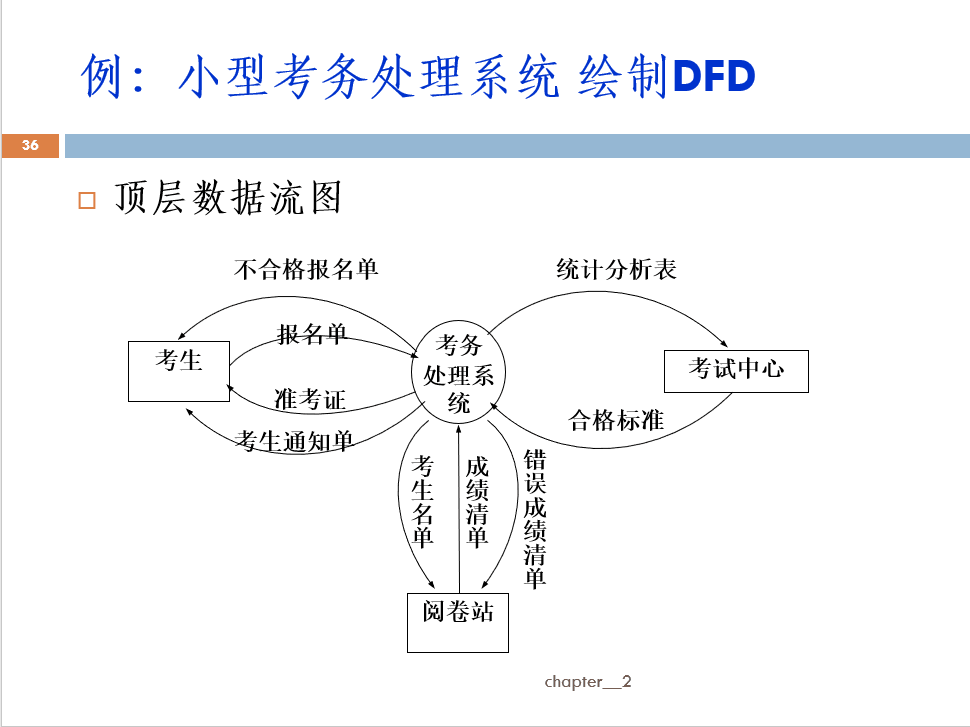 例：小型考务处理系统 绘制DFD
36
顶层数据流图
不合格报名单
统计分析表
报名单
考生
考务
处理系
统
考试中心
准考证
合格标准
考生通知单
考生名单
成绩清单
错误成绩清单
阅卷站
chapter__2